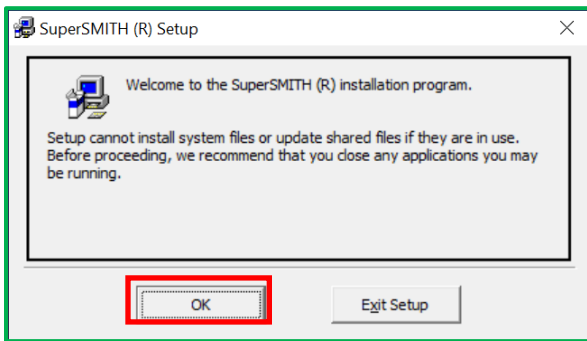 SuperSMITH (R) Setup
Welcome to the SuperSMITH (R) installation program.
Setup cannot install system files or update shared files if they are in use.
Before proceeding, we recommend that you close any applications you may
be running.
OK
Exit Setup